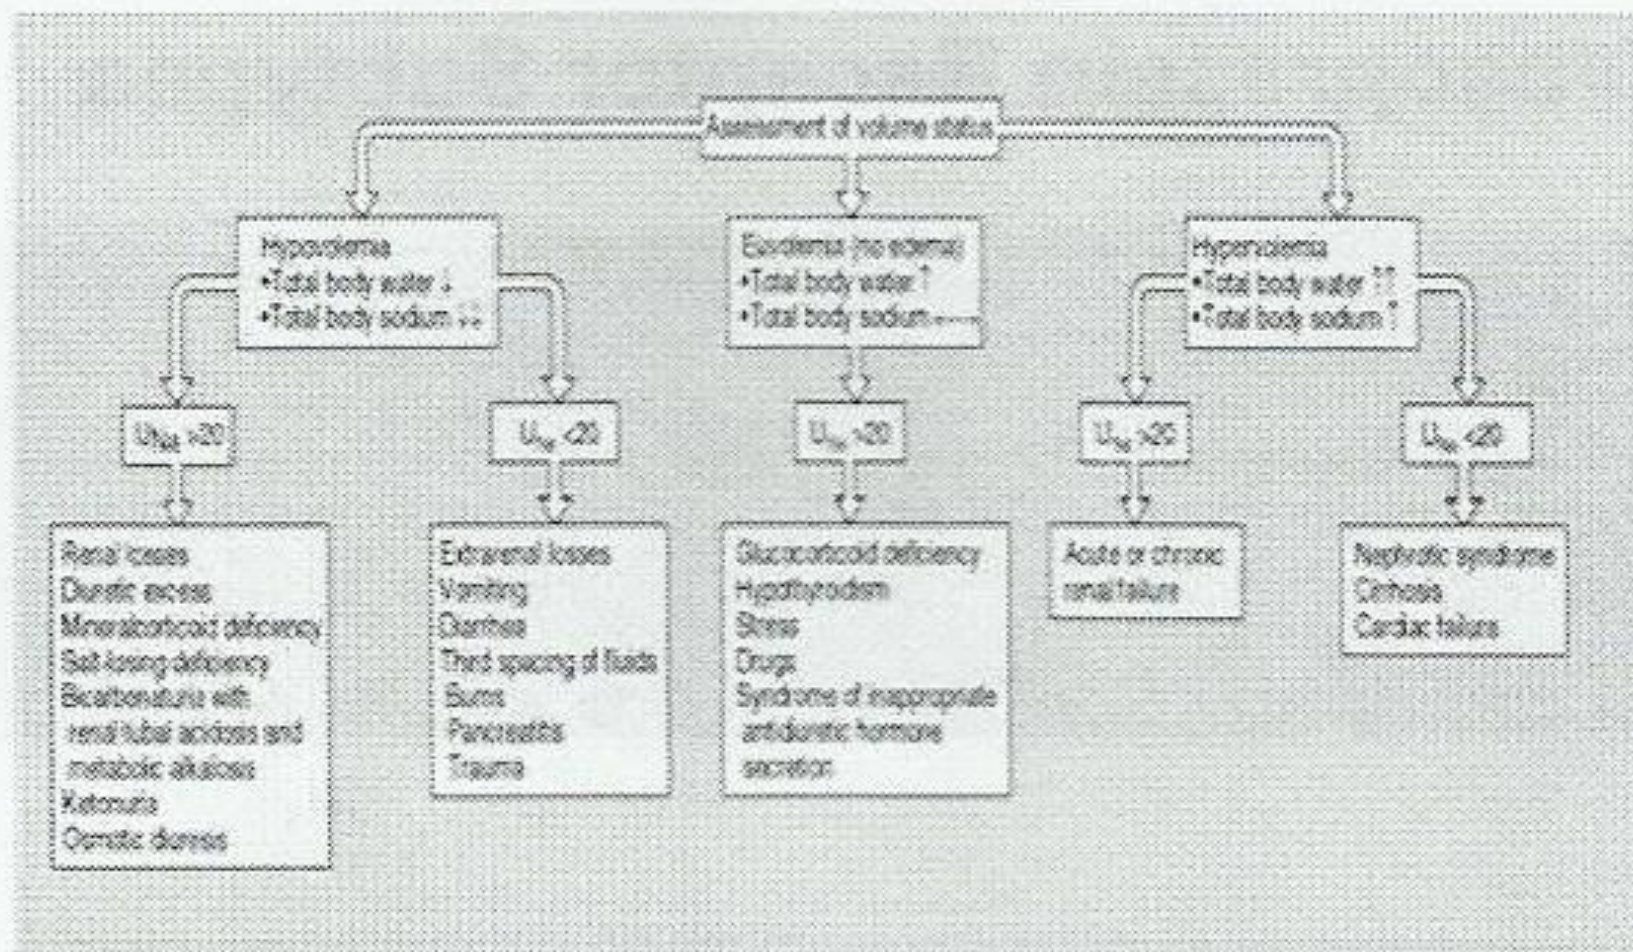 Assessment of volume status
Hypovolemia
•Total body water ↓
•Total body sodium ↓↓
Euvolemia (no edema)
•Total body water ↑
•Total body sodium ←→
Hypervolemia
•Total body water ↑↑
•Total body sodium ↑
UNa >20
UNa <20
UNa >20
UNa >20
UNa <20
Renal losses
Diuretic excess
Mineralcorticoid deficiency
Salt-losing deficiency
Bicarbonaturia with
renal tubal acidosis and
metabolic alkalosis
Ketonuria
Osmotic diuresis
Extrarenal losses
Vomiting
Diarrhea
Third spacing of fluids
Burns
Pancreatitis
Trauma
Glucocorticoid deficiency
Hypothyroidism
Stress
Drugs
Syndrome of inappropriate
antidiuretic hormone
secretion
Acute or chronic
renal failure
Nephrotic syndrome
Cirrhosis
Cardiac failure